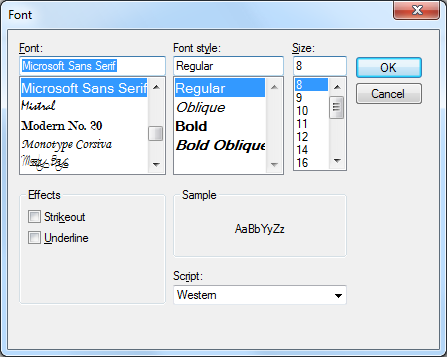 Font
Font:
Microsoft Sans Serif
Microsoft Sans Serif
Mistral
Modern No. 20
Monotype Corsiva
Font style:
Regular
Regular
Oblique
Bold
Bold Oblique
Size:
8
8
9
10
11
12
14
16
OK
Cancel
Effects
Strikeout
Underline
Sample
AaBbYyZz
Script:
Western